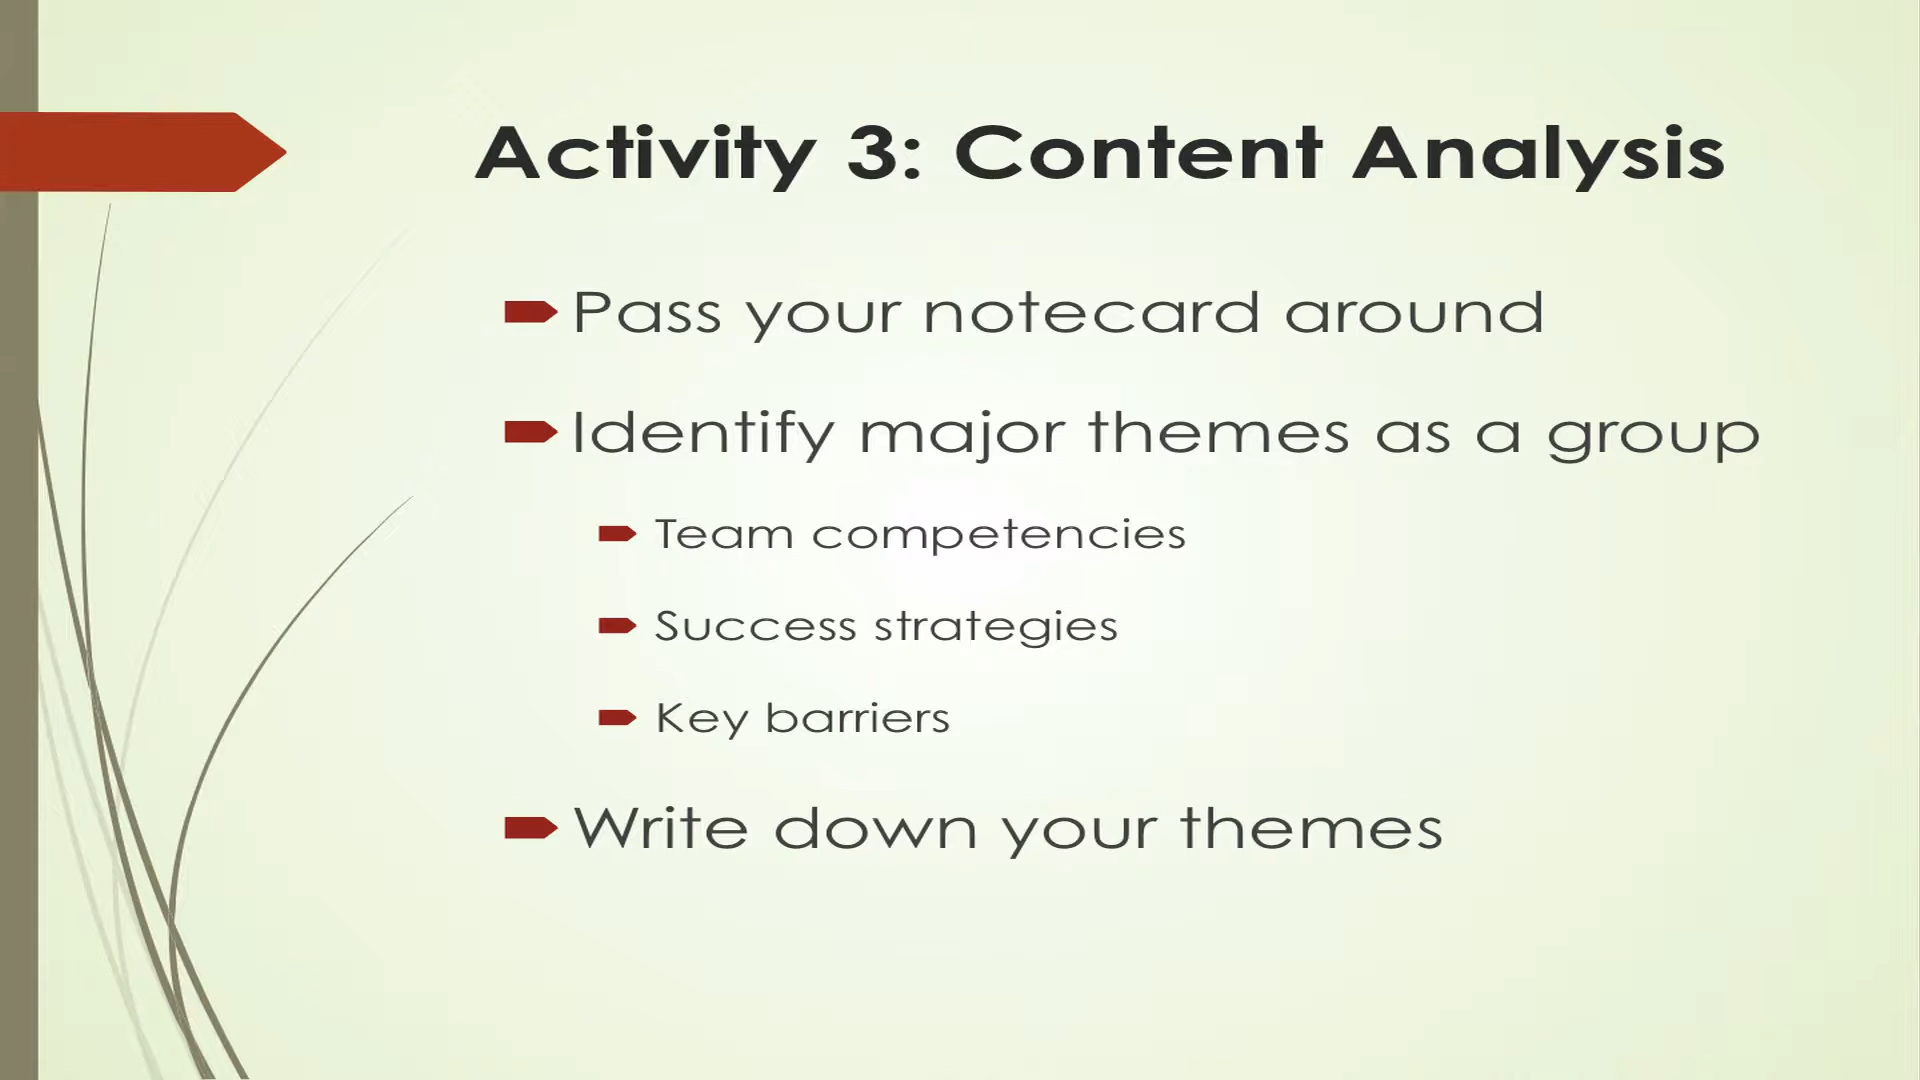 Activity 3: Content Analysis
Pass your notecard around
Identify major themes as a group
Team competencies
Success strategies
Key barriers
Write down your themes